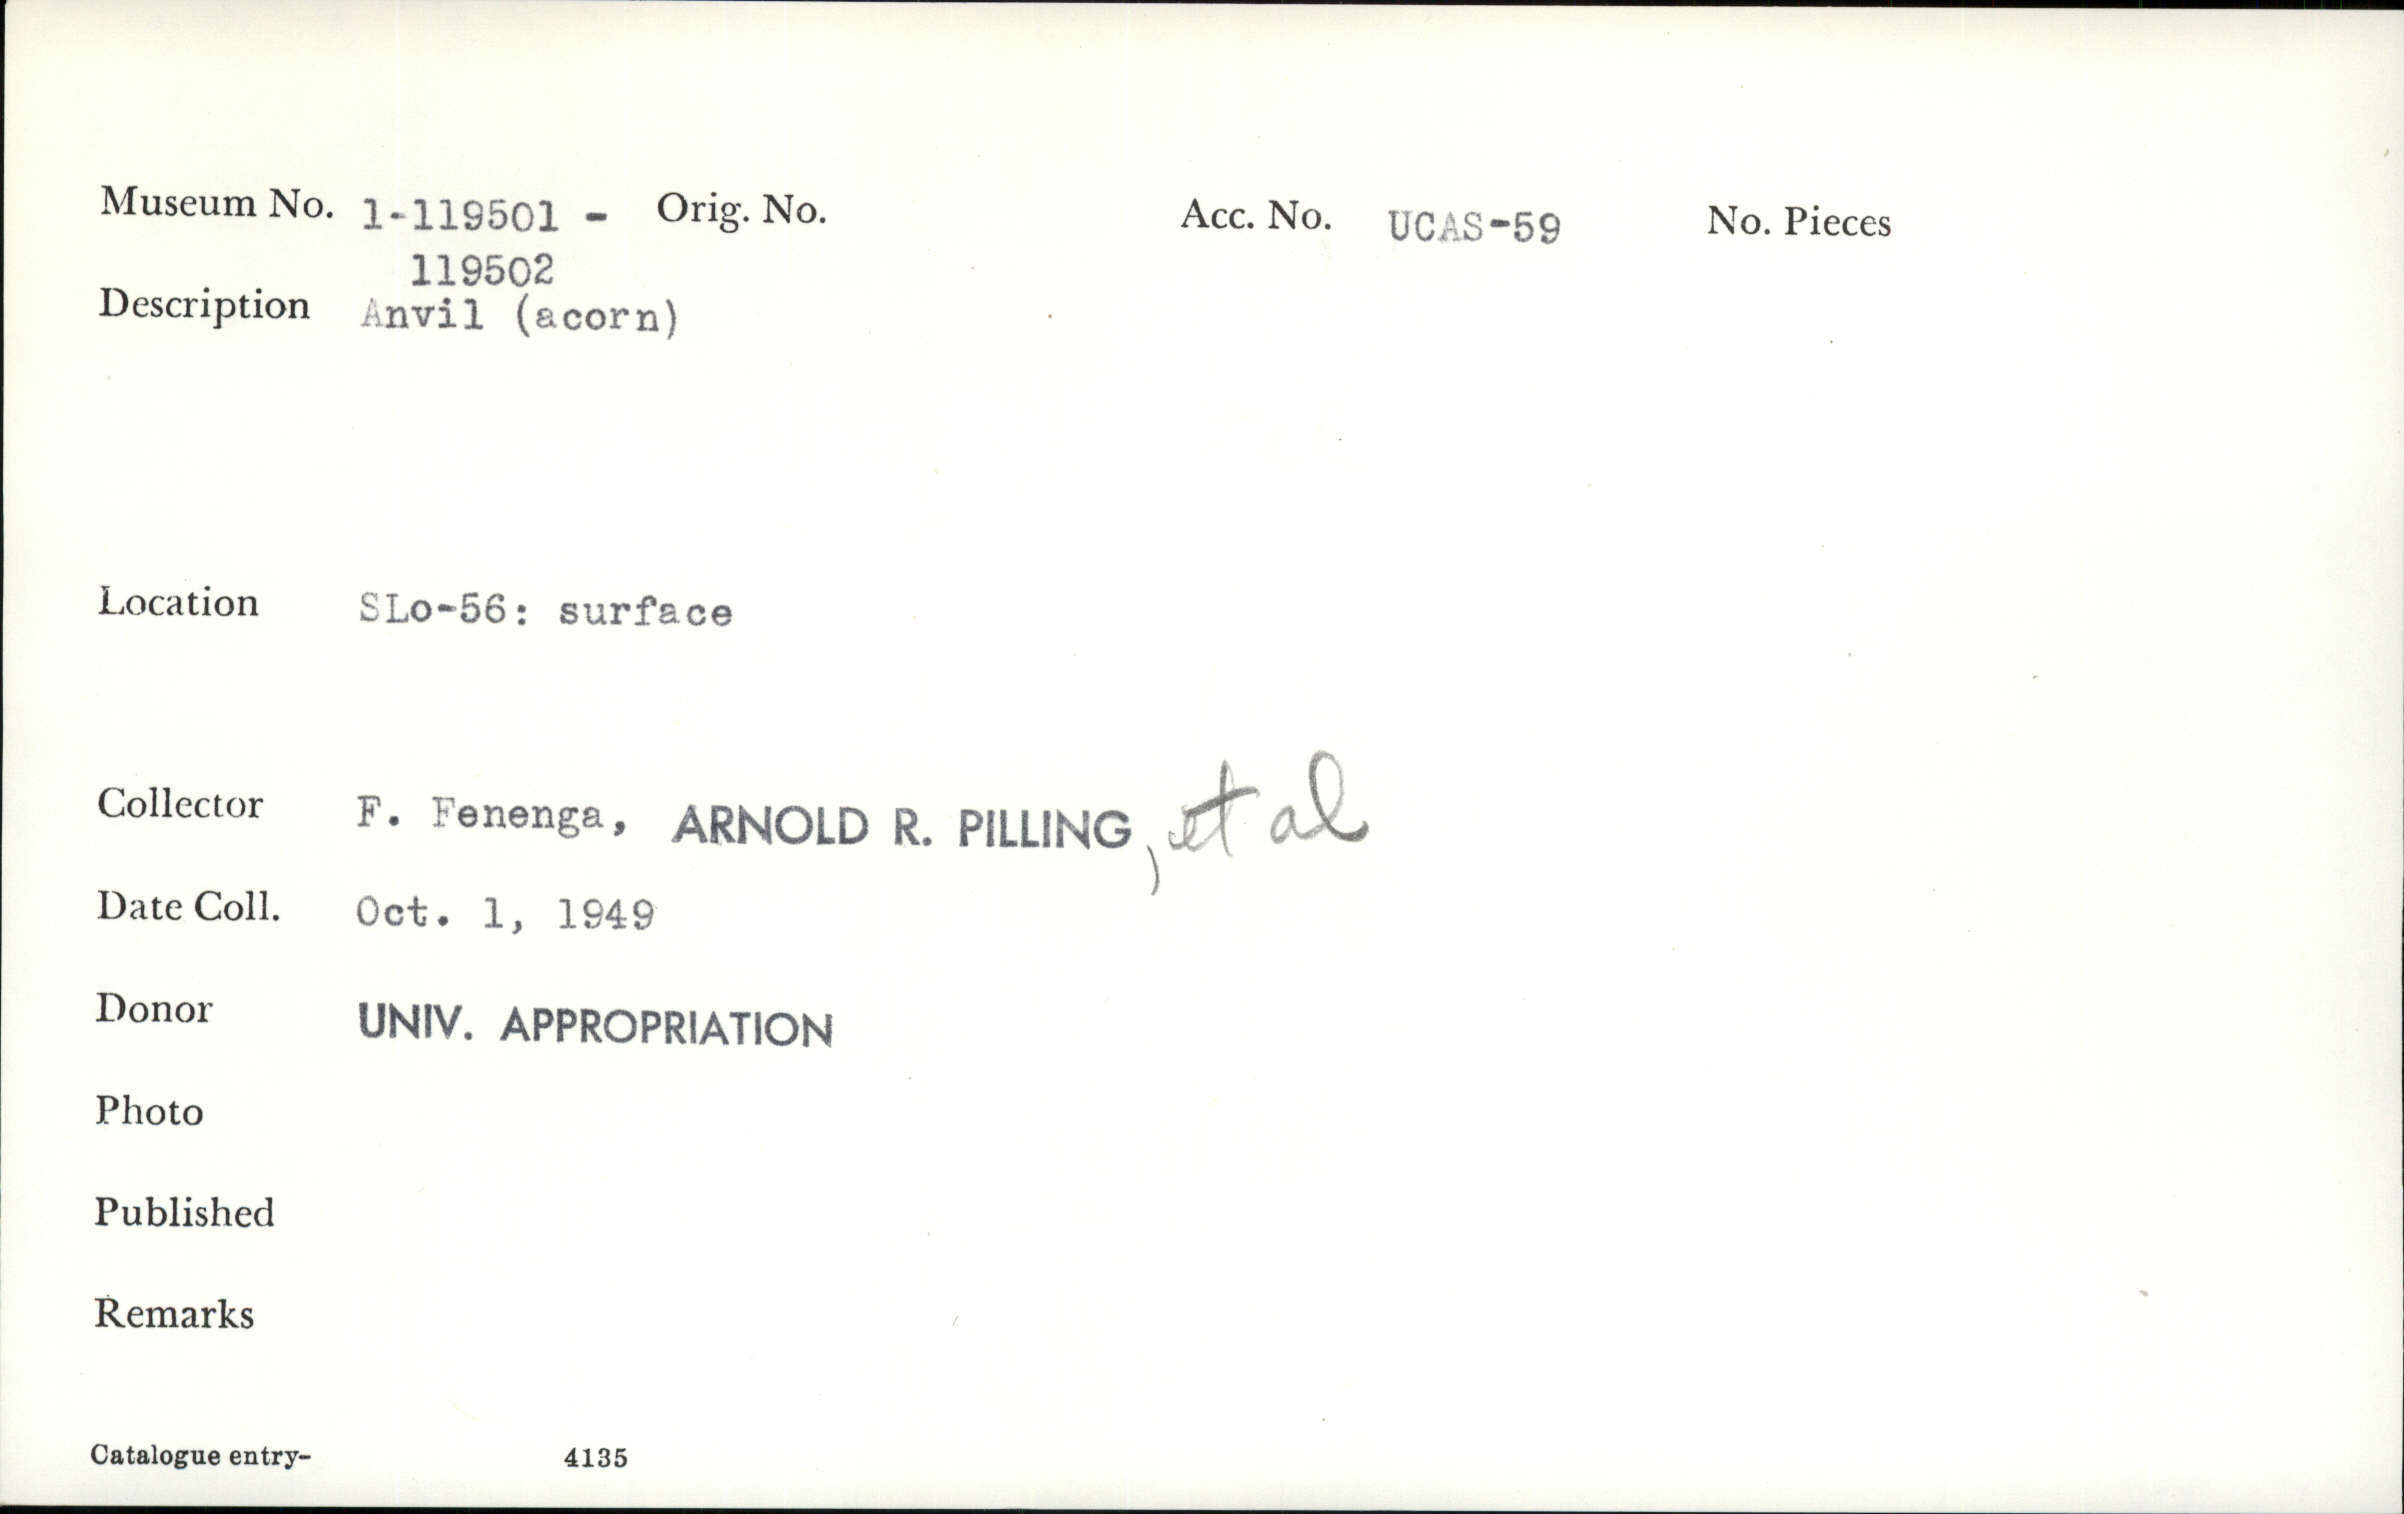 Museum No. 1-119501 - Orig. No. Acc. No. UCAS-59 No. Pieces
119502
Description Anvil (acorn)
Location SLo-56: surface
Collector F. Fenenga, ARNOLD R. PILLING, et al
Date Coll. Oct. 1, 1949
Donor UNIV. APPROPRIATION
Photo
Published
Remarks
Catalogue entry- 4135